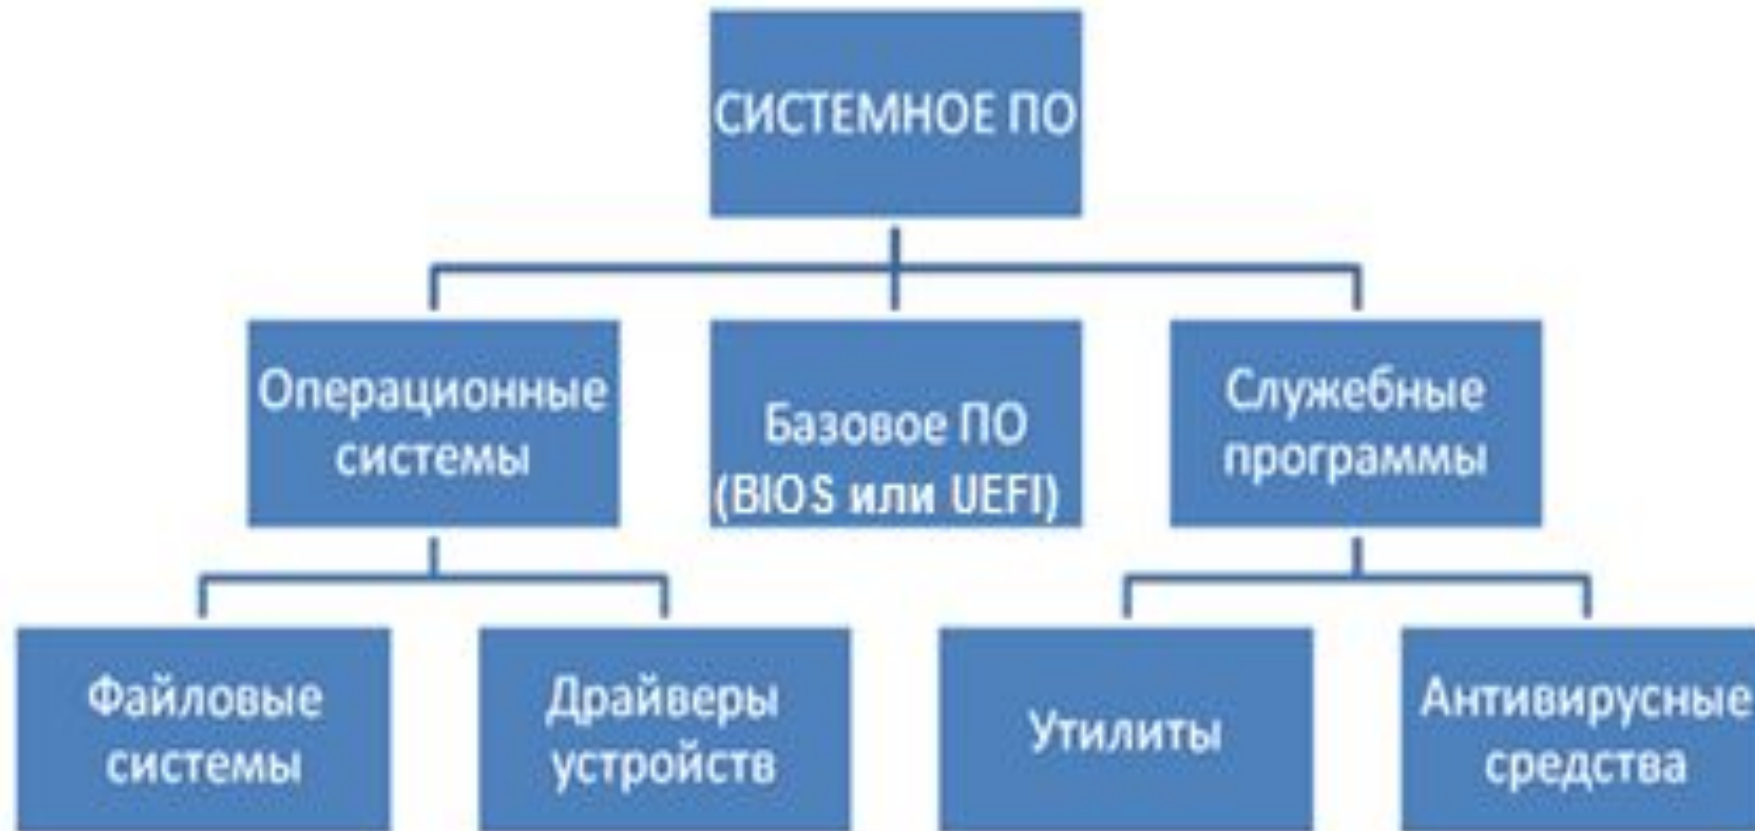 СИСТЕМНОЕ ПО
Операционные
системы
Базовое ПО
(BIOS или UEFI)
Служебные
программы
Файловые
системы
Драйверы
устройств
Утилиты
Антивирусные
средства